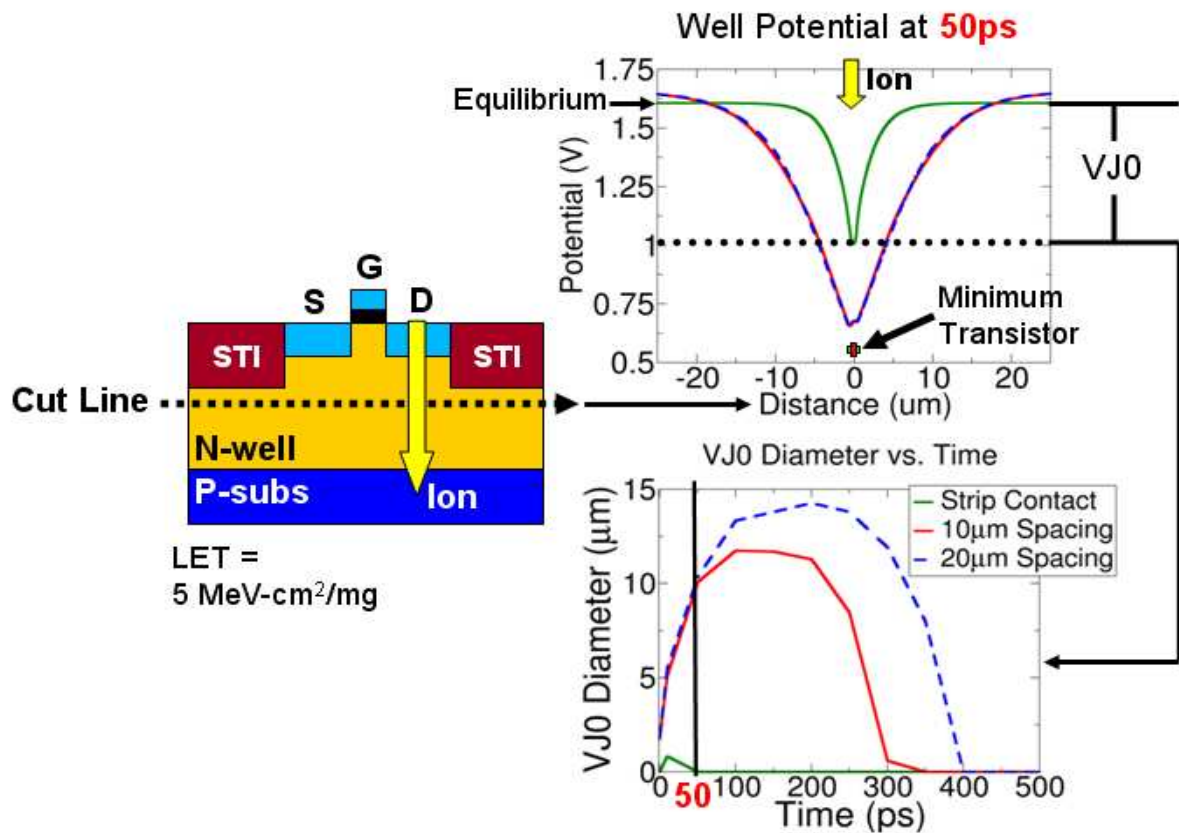 Well Potential at 50ps
1.75
1.5
1.25
1
0.75
0.5
Potential (V)
Equilibrium
Ion
VJ0
Minimum
Transistor
-20 -10 0 10 20
Distance (um)
G
S
D
STI
STI
Cut Line
N-well
P-subs
Ion
LET =
5 MeV-cm²/mg
VJ0 Diameter vs. Time
15
10
5
0
VJ0 Diameter (μm)
Strip Contact
10μm Spacing
20μm Spacing
0 50 100 200 300 400 500
Time (ps)